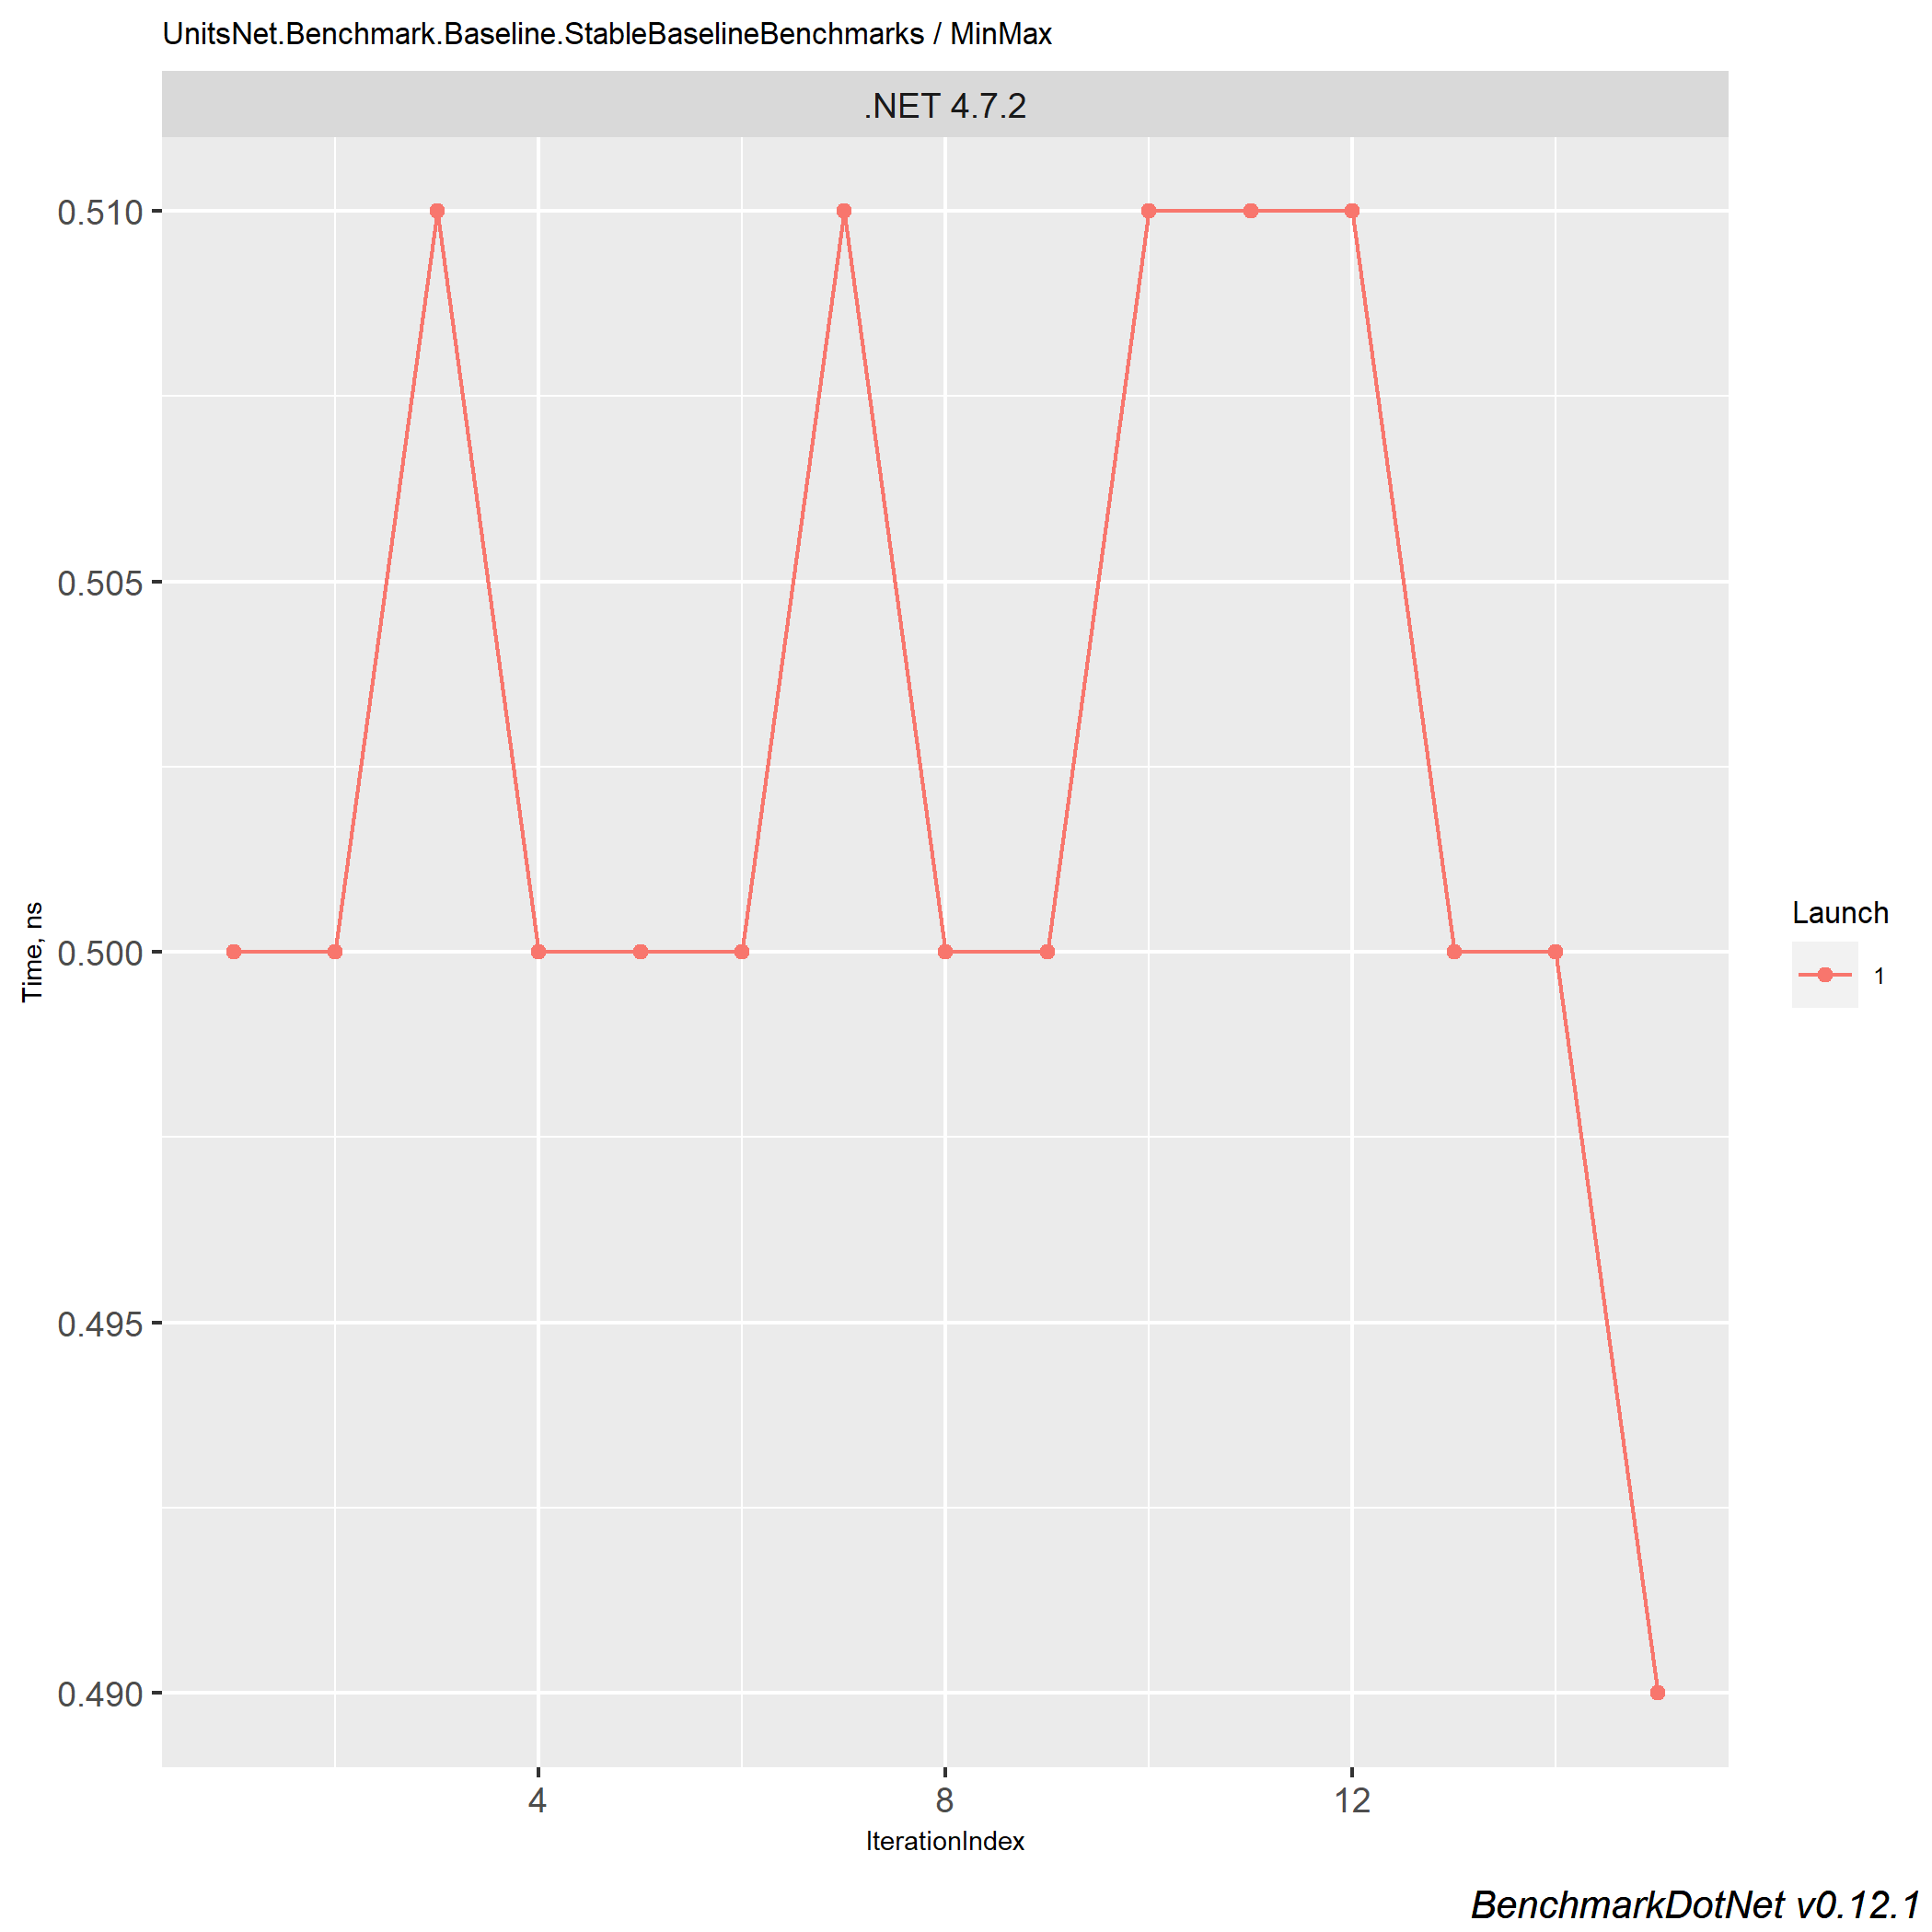 UnitsNet.Benchmark.Baseline.StableBaselineBenchmarks / MinMax
.NET 4.7.2
0.510
0.505
0.500
0.495
0.490
Time, ns
4 8 12
IterationIndex
Launch
1
BenchmarkDotNet v0.12.1